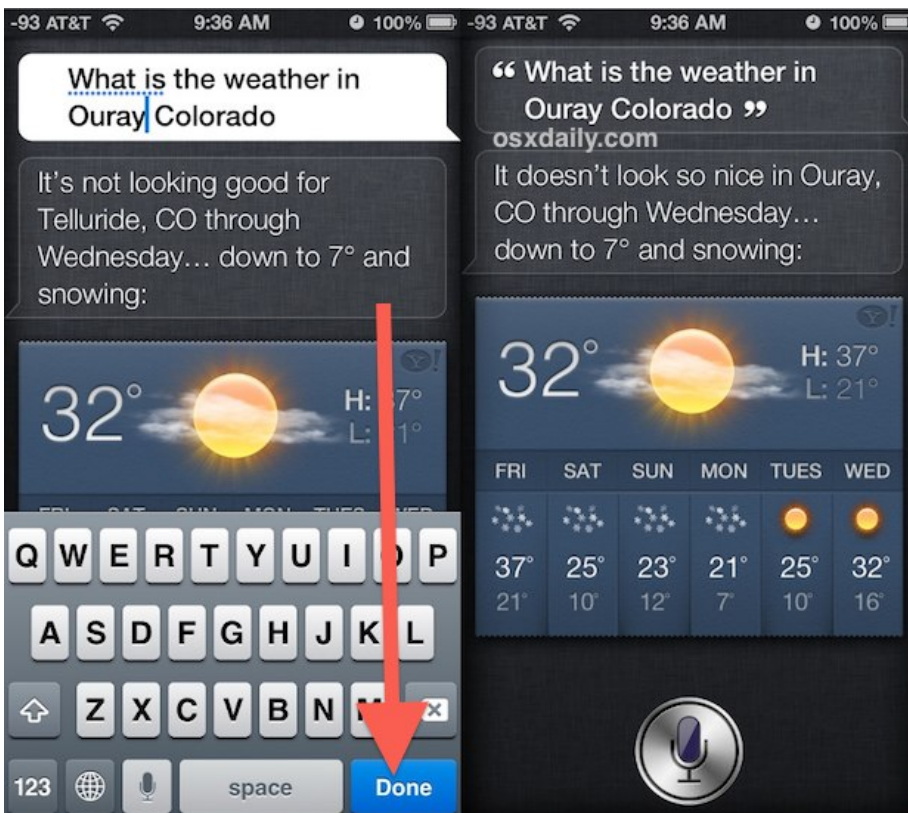 -93 AT&T 9:36 AM 100%
What is the weather in
Ouray Colorado
It's not looking good for
Telluride, CO through
Wednesday... down to 7° and
snowing:
Y!
32°
H: 37°
Q W E R T Y U I O P
A S D F G H J K L
Z X C V B N M
123 space Done
-93 AT&T 9:36 AM 100%
“ What is the weather in
Ouray Colorado ”
osxdaily.com
It doesn't look so nice in Ouray,
CO through Wednesday...
down to 7° and snowing:
Y!
32°
H: 37°
L: 21°
FRI SAT SUN MON TUES WED
37° 25° 23° 21° 25° 32°
21° 10° 12° 7° 10° 16°